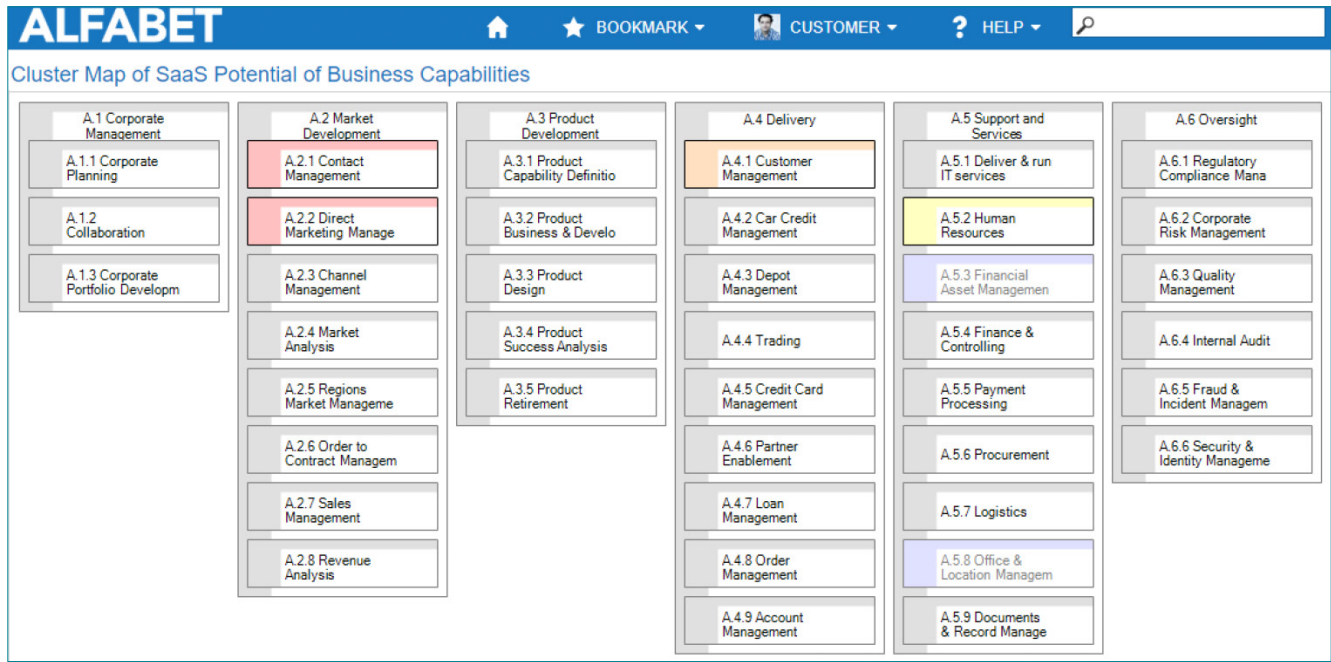 ALFABET
BOOKMARK
CUSTOMER
? HELP
Cluster Map of SaaS Potential of Business Capabilities
A.1 Corporate
Management
A.1.1 Corporate
Planning
A.1.2
Collaboration
A.1.3 Corporate
Portfolio Developm
A.2 Market
Development
A.2.1 Contact
Management
A.2.2 Direct
Marketing Manage
A.2.3 Channel
Management
A.2.4 Market
Analysis
A.2.5 Regions
Market Manageme
A.2.6 Order to
Contract Managem
A.2.7 Sales
Management
A.2.8 Revenue
Analysis
A.3 Product
Development
A.3.1 Product
Capability Definitio
A.3.2 Product
Business & Develo
A.3.3 Product
Design
A.3.4 Product
Success Analysis
A.3.5 Product
Retirement
A.4 Delivery
A.4.1 Customer
Management
A.4.2 Car Credit
Management
A.4.3 Depot
Management
A.4.4 Trading
A.4.5 Credit Card
Management
A.4.6 Partner
Enablement
A.4.7 Loan
Management
A.4.8 Order
Management
A.4.9 Account
Management
A.5 Support and
Services
A.5.1 Deliver & run
IT services
A.5.2 Human
Resources
A.5.3 Financial
Asset Managemen
A.5.4 Finance &
Controlling
A.5.5 Payment
Processing
A.5.6 Procurement
A.5.7 Logistics
A.5.8 Office &
Location Managem
A.5.9 Documents
& Record Manage
A.6 Oversight
A.6.1 Regulatory
Compliance Mana
A.6.2 Corporate
Risk Management
A.6.3 Quality
Management
A.6.4 Internal Audit
A.6.5 Fraud &
Incident Managem
A.6.6 Security &
Identity Manageme